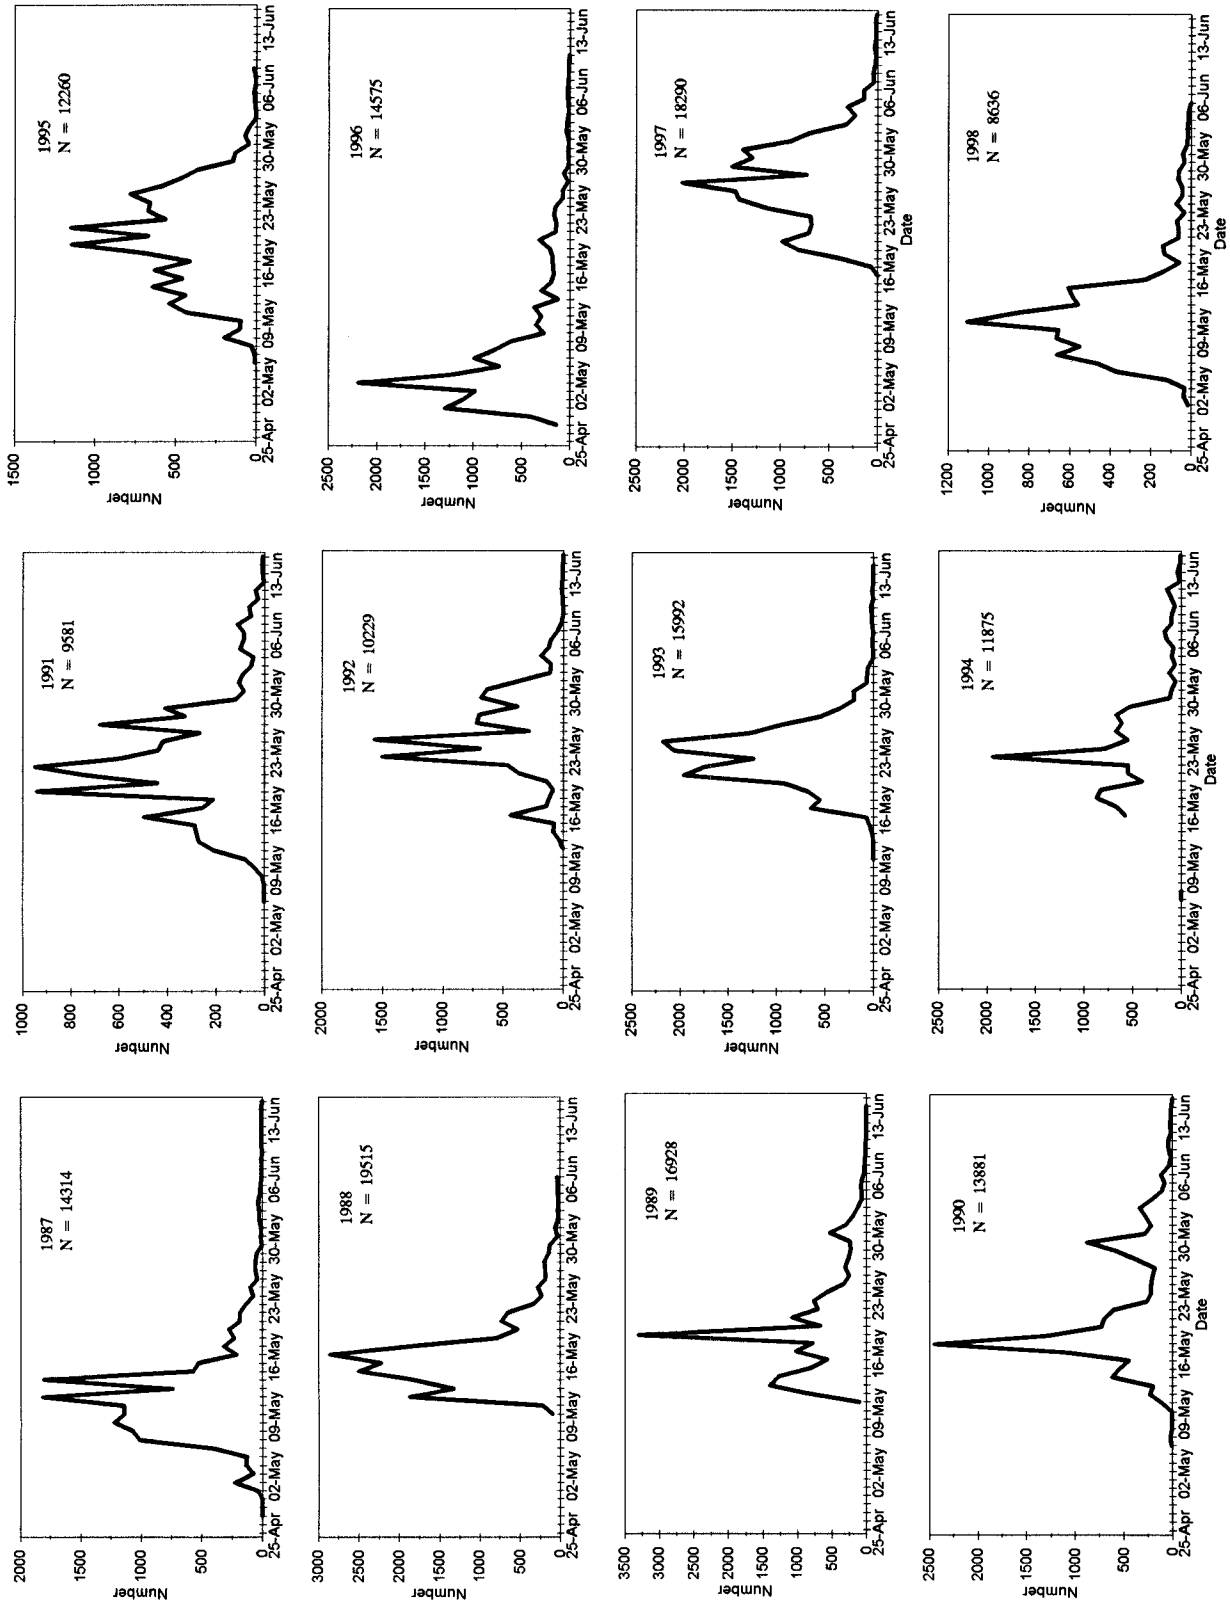 1987
N = 14314
Number
2000
1500
1000
500
0
25-Apr 02-May 09-May 16-May 23-May 30-May 06-Jun 13-Jun
1988
N = 19515
Number
3000
2500
2000
1500
1000
500
0
25-Apr 02-May 09-May 16-May 23-May 30-May 06-Jun 13-Jun
1989
N = 16928
Number
3500
3000
2500
2000
1500
1000
500
0
25-Apr 02-May 09-May 16-May 23-May 30-May 06-Jun 13-Jun
1990
N = 13881
Number
2500
2000
1500
1000
500
0
25-Apr 02-May 09-May 16-May 23-May 30-May 06-Jun 13-Jun
Date
1991
N = 9581
Number
1000
800
600
400
200
0
25-Apr 02-May 09-May 16-May 23-May 30-May 06-Jun 13-Jun
1992
N = 10229
Number
2000
1500
1000
500
0
25-Apr 02-May 09-May 16-May 23-May 30-May 06-Jun 13-Jun
1993
N = 15992
Number
2500
2000
1500
1000
500
0
25-Apr 02-May 09-May 16-May 23-May 30-May 06-Jun 13-Jun
1994
N = 11875
Number
2500
2000
1500
1000
500
0
25-Apr 02-May 09-May 16-May 23-May 30-May 06-Jun 13-Jun
Date
1995
N = 12260
Number
1500
1000
500
0
25-Apr 02-May 09-May 16-May 23-May 30-May 06-Jun 13-Jun
1996
N = 14575
Number
2500
2000
1500
1000
500
0
25-Apr 02-May 09-May 16-May 23-May 30-May 06-Jun 13-Jun
1997
N = 18290
Number
2500
2000
1500
1000
500
0
25-Apr 02-May 09-May 16-May 23-May 30-May 06-Jun 13-Jun
Date
1998
N = 8636
Number
1200
1000
800
600
400
200
0
25-Apr 02-May 09-May 16-May 23-May 30-May 06-Jun 13-Jun
Date